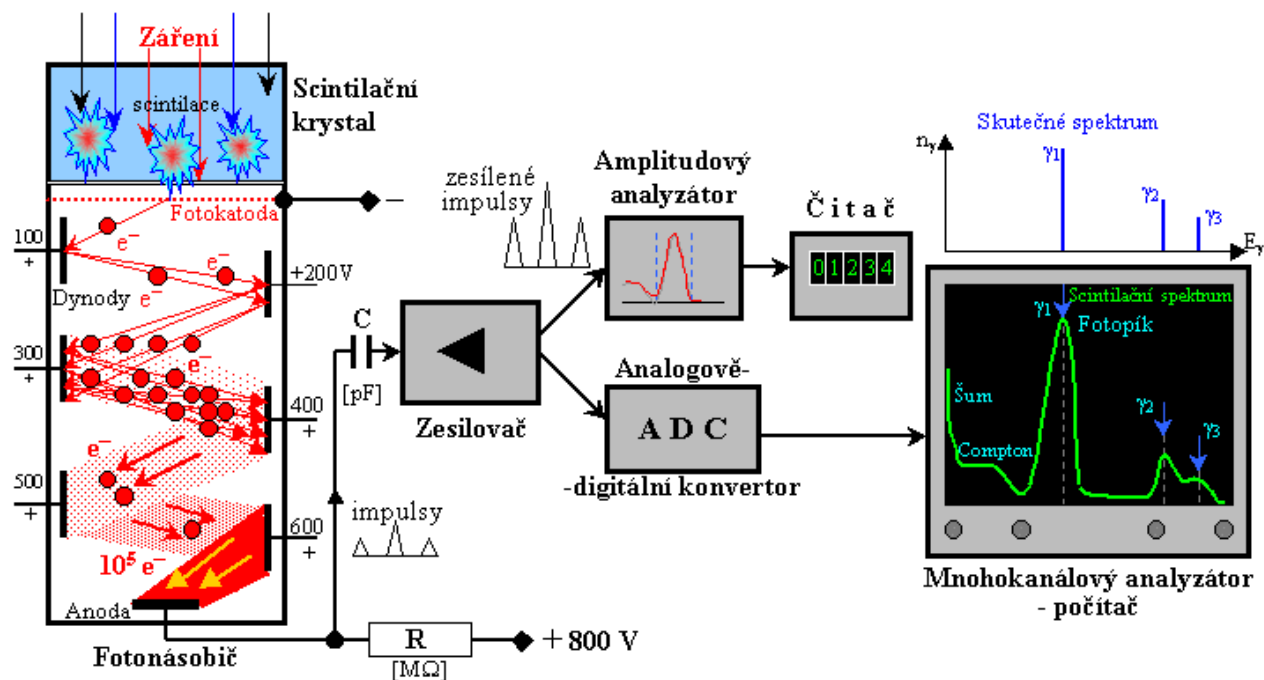 Záření
scintilace
Scintilační
krystal
Fotokatoda
−
100
+
e−
e−
e−
+200V
Dynody
300
+
e−
400
+
e−
500
+
600
+
10⁵ e−
Anoda
Fotonásobič
impulsy
R
[MΩ]
+ 800 V
C
[pF]
Zesilovač
zesílené
impulsy
Amplitudový
analyzátor
Čitač
01234
Analogově-
ADC
-digitální konvertor
Skutečné spektrum
nγ
γ1
γ2
γ3
Eγ
Scintilační spektrum
γ1
Fotopík
Šum
γ2
γ3
Compton
Mnohokanálový analyzátor
- počítač